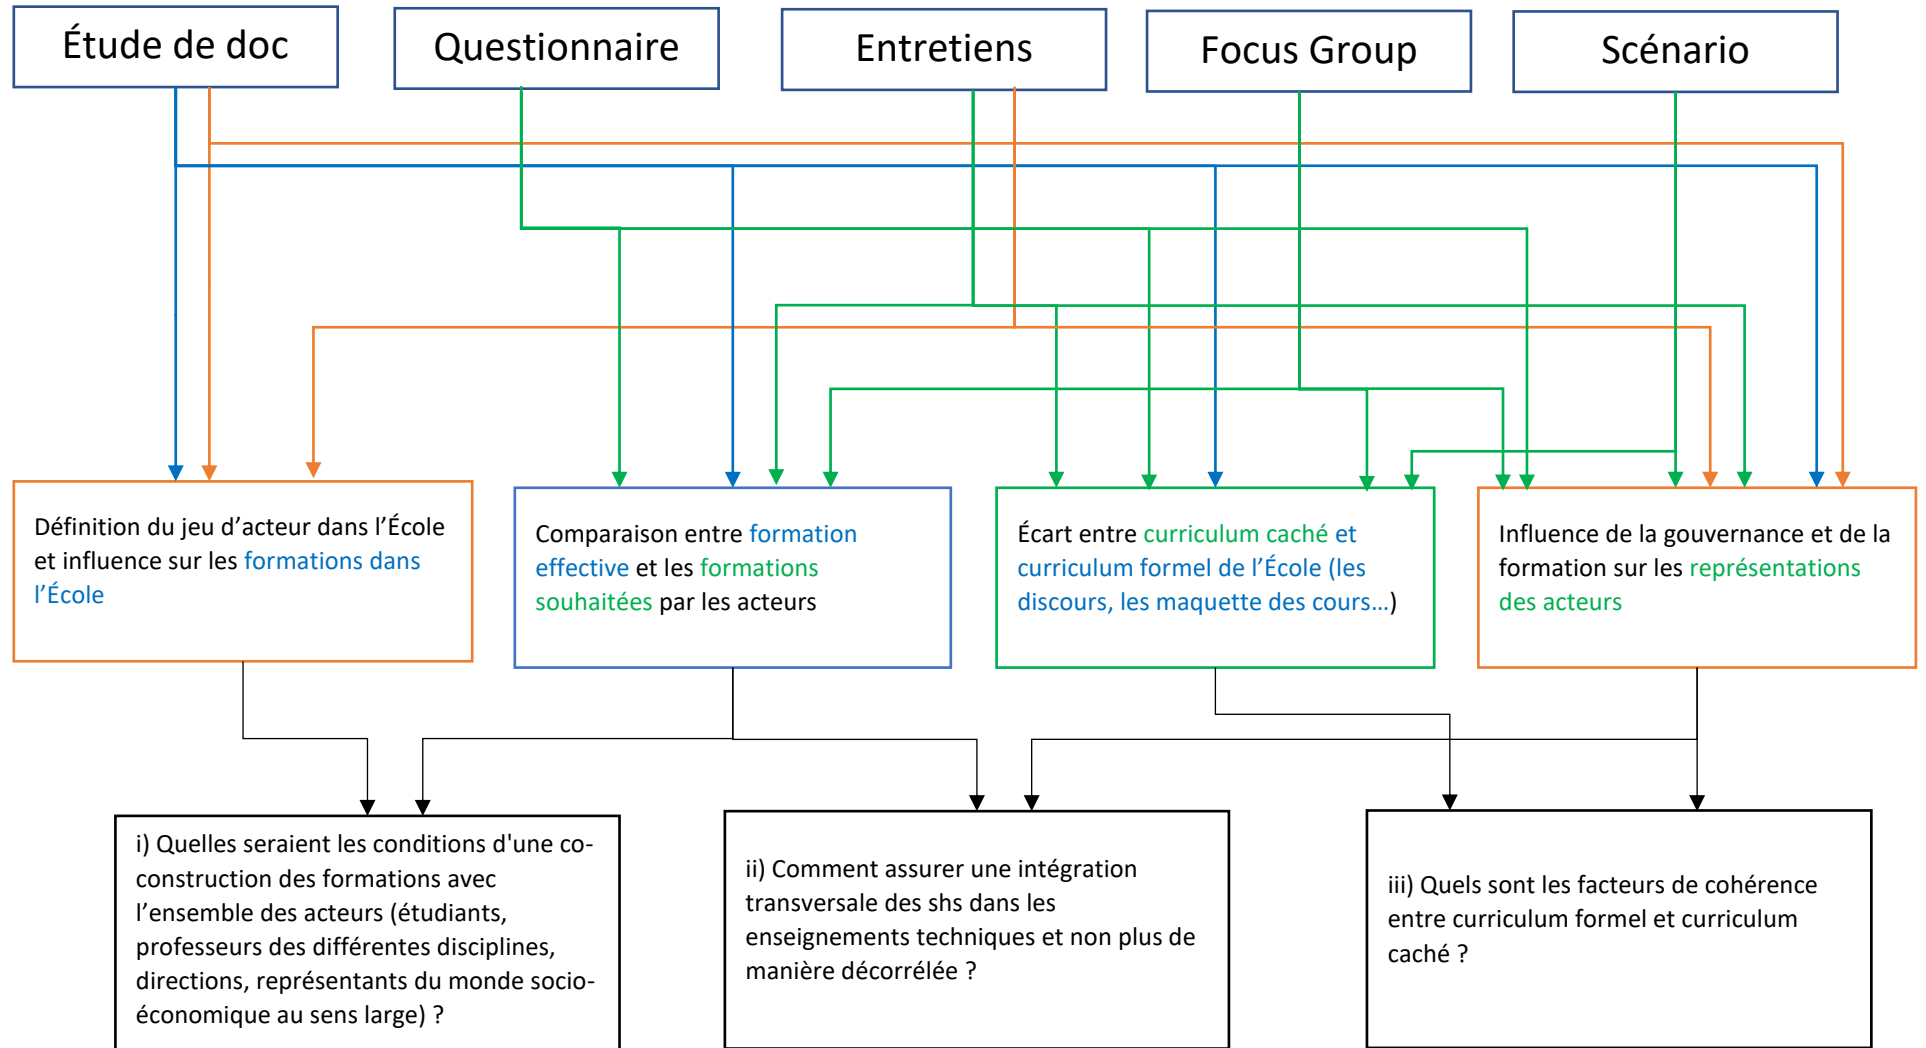 Étude de doc
Questionnaire
Entretiens
Focus Group
Scénario
Définition du jeu d’acteur dans l’École
et influence sur les formations dans
l’École
Comparaison entre formation
effective et les formations
souhaitées par les acteurs
Écart entre curriculum caché et
curriculum formel de l’École (les
discours, les maquette des cours…)
Influence de la gouvernance et de la
formation sur les représentations
des acteurs
i) Quelles seraient les conditions d'une co-
construction des formations avec
l’ensemble des acteurs (étudiants,
professeurs des différentes disciplines,
directions, représentants du monde socio-
économique au sens large) ?
ii) Comment assurer une intégration
transversale des shs dans les
enseignements techniques et non plus de
manière décorrélée ?
iii) Quels sont les facteurs de cohérence
entre curriculum formel et curriculum
caché ?